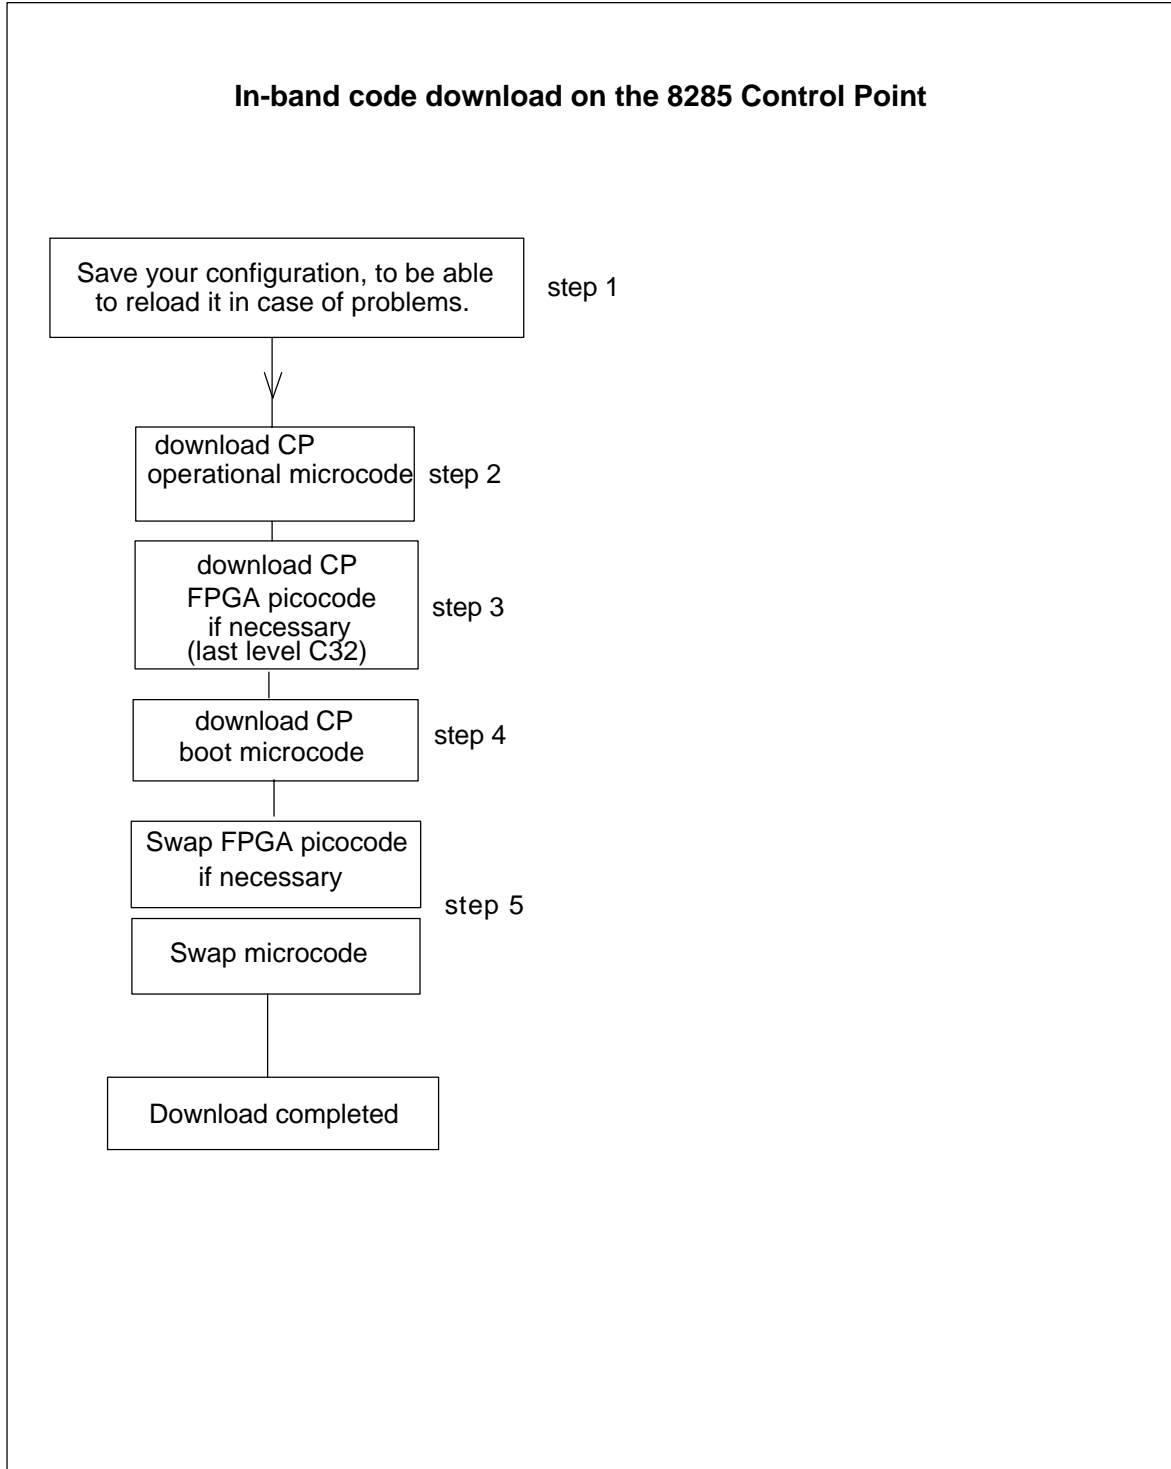 In-band code download on the 8285 Control Point
Save your configuration, to be able
to reload it in case of problems.
step 1
download CP
operational microcode
step 2
download CP
FPGA picocode
if necessary
(last level C32)
step 3
download CP
boot microcode
step 4
Swap FPGA picocode
if necessary
step 5
Swap microcode
Download completed